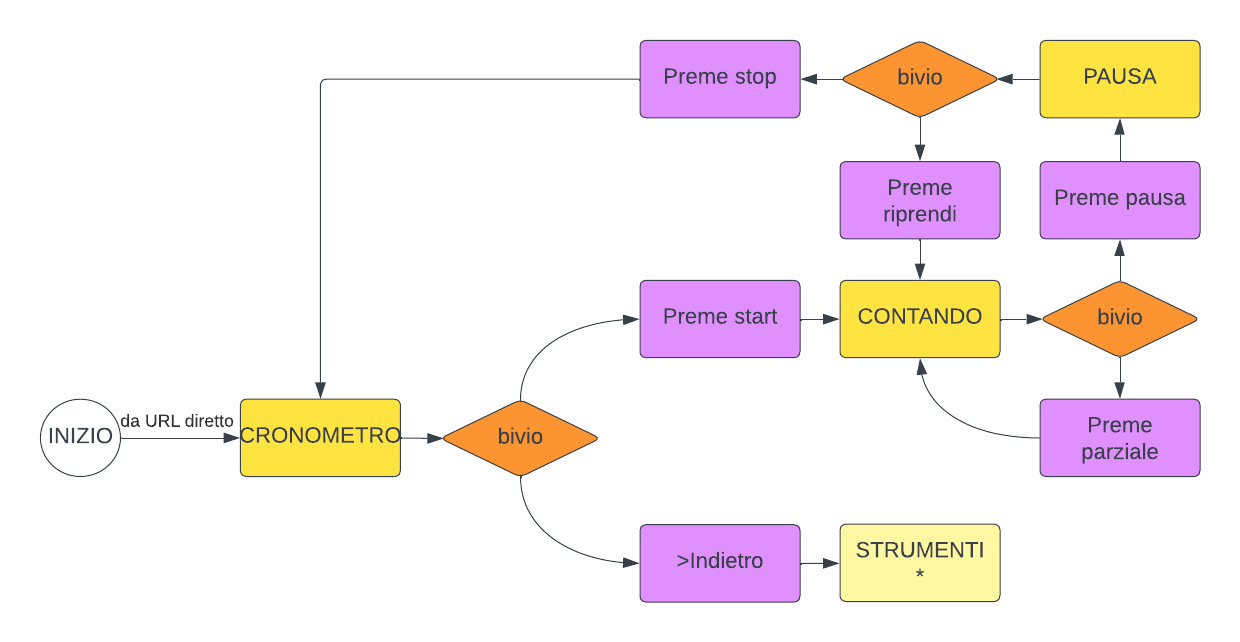 Preme stop
bivio
PAUSA
Preme
riprendi
Preme pausa
Preme start
CONTANDO
bivio
INIZIO
da URL diretto
CRONOMETRO
bivio
Preme
parziale
>Indietro
STRUMENTI
*